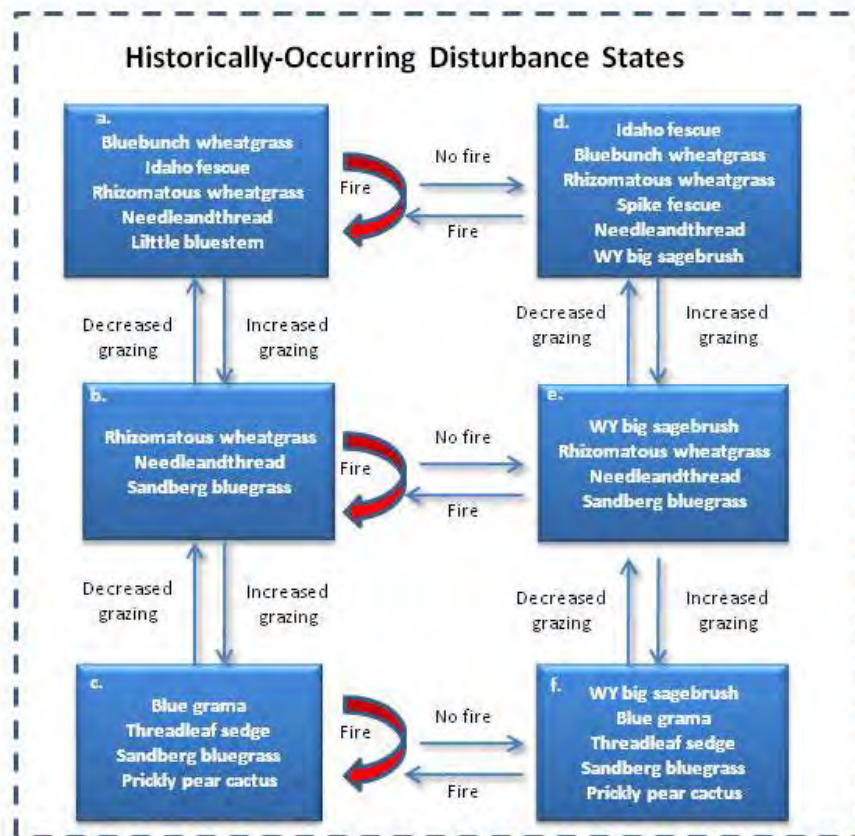 Historically-Occurring Disturbance States
a.
Bluebunch wheatgrass
Idaho fescue
Rhizomatous wheatgrass
Needleandthread
Lilttle bluestem
Fire
No fire
Fire
d.
Idaho fescue
Bluebunch wheatgrass
Rhizomatous wheatgrass
Spike fescue
Needleandthread
WY big sagebrush
Decreased
grazing
Increased
grazing
Decreased
grazing
Increased
grazing
b.
Rhizomatous wheatgrass
Needleandthread
Sandberg bluegrass
Fire
No fire
Fire
e.
WY big sagebrush
Rhizomatous wheatgrass
Needleandthread
Sandberg bluegrass
Decreased
grazing
Increased
grazing
Decreased
grazing
Increased
grazing
c.
Blue grama
Threadleaf sedge
Sandberg bluegrass
Prickly pear cactus
Fire
No fire
Fire
f.
WY big sagebrush
Blue grama
Threadleaf sedge
Sandberg bluegrass
Prickly pear cactus